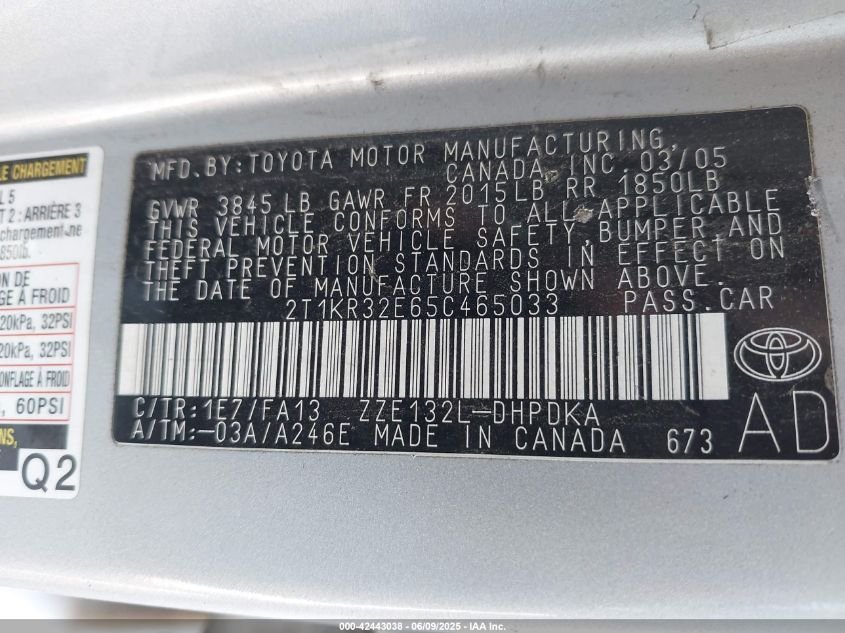 LE CHARGEMENT
L 5
T 2 : ARRIÈRE 3
chargement ne
850lb.
ON DE
AGE À FROID
20kPa, 32PSI
20kPa, 32PSI
ONFLAGE À FROID
, 60PSI
ONS,
Q2
MFD. BY: TOYOTA MOTOR MANUFACTURING,
CANADA, INC. 03/05
GVWR 3845 LB GAWR FR 2015LB RR 1850LB
THIS VEHICLE CONFORMS TO ALL APPLICABLE
FEDERAL MOTOR VEHICLE SAFETY, BUMPER, AND
THEFT PREVENTION STANDARDS IN EFFECT ON
THE DATE OF MANUFACTURE SHOWN ABOVE.
2T1KR32E65C465033 PASS.CAR
C/TR:1E7/FA13 ZZE132L-DHPDKA
A/TM:-03A/A246E MADE IN CANADA 673
AD
000-42443038 - 06/09/2025 - IAA Inc.